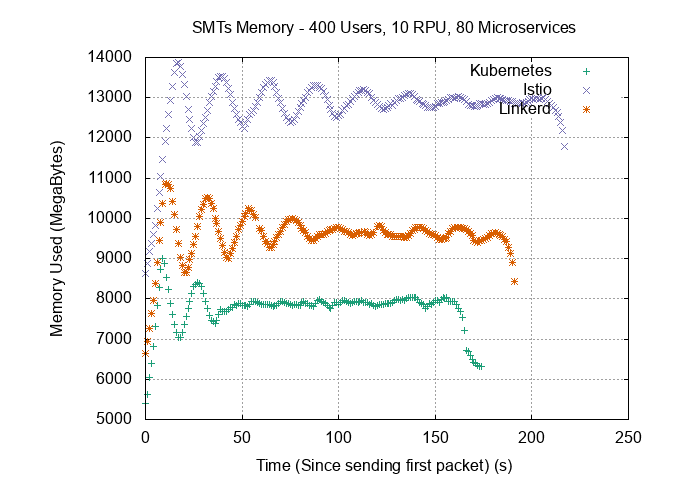 SMTs Memory - 400 Users, 10 RPU, 80 Microservices
14000
13000
12000
11000
10000
9000
8000
7000
6000
5000
Memory Used (MegaBytes)
Kubernetes
Istio
Linkerd
0
50
100
150
200
250
Time (Since sending first packet) (s)